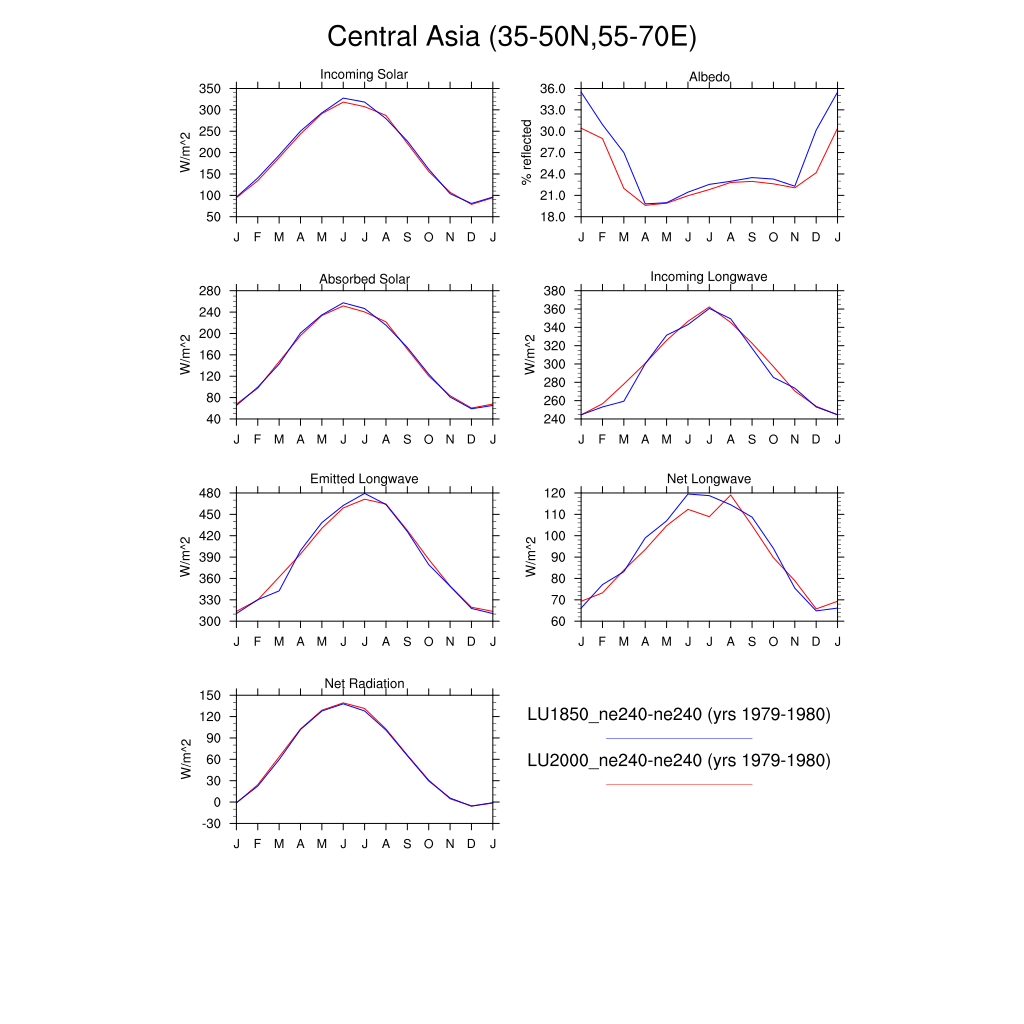 Central Asia (35-50N,55-70E)
Incoming Solar
W/m^2
350
300
250
200
150
100
50
J F M A M J J A S O N D J
Albedo
% reflected
36.0
33.0
30.0
27.0
24.0
21.0
18.0
J F M A M J J A S O N D J
Absorbed Solar
W/m^2
280
240
200
160
120
80
40
J F M A M J J A S O N D J
Incoming Longwave
W/m^2
380
360
340
320
300
280
260
240
J F M A M J J A S O N D J
Emitted Longwave
W/m^2
480
450
420
390
360
330
300
J F M A M J J A S O N D J
Net Longwave
W/m^2
120
110
100
90
80
70
60
J F M A M J J A S O N D J
Net Radiation
W/m^2
150
120
90
60
30
0
-30
J F M A M J J A S O N D J
LU1850_ne240-ne240 (yrs 1979-1980)
LU2000_ne240-ne240 (yrs 1979-1980)